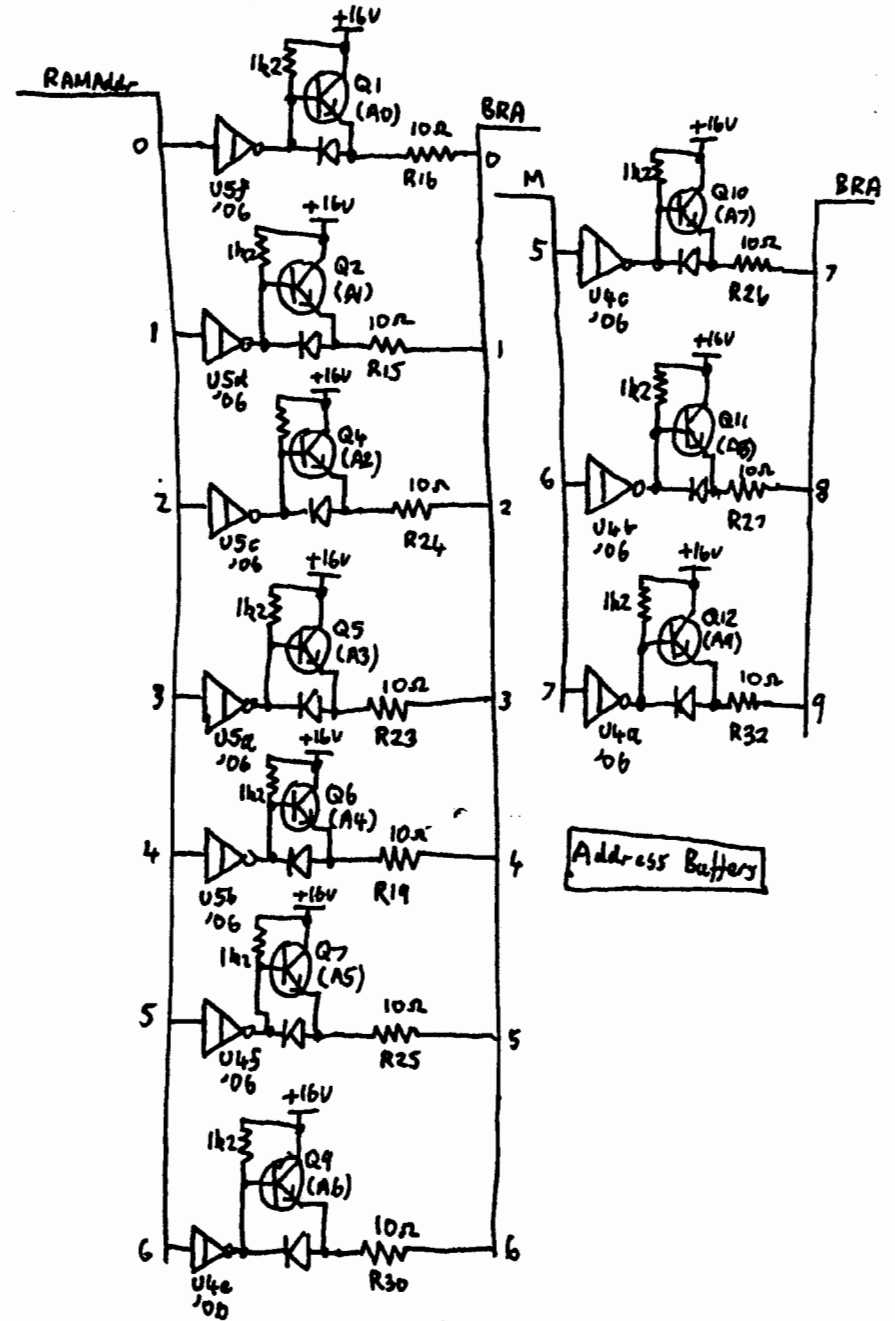 +16V
RAMAddr
1k2
Q1
(A0)
BRA
0
10Ω
0
R16
U5f
'06
+16V
1k2
Q2
(A1)
1
10Ω
1
R15
U5d
'06
+16V
Q4
(A2)
2
10Ω
2
R24
U5c
'06
+16V
1k2
Q5
(A3)
3
10Ω
3
R23
U5a
'06
+16V
1k2
Q6
(A4)
4
10Ω
4
R19
U5b
'06
+16V
1k2
Q7
(A5)
5
10Ω
5
R25
U4f
'06
+16V
1k2
Q9
(A6)
6
10Ω
6
R30
U4e
M
+16V
BRA
1k2
Q10
(A7)
5
10Ω
7
R26
U4c
'06
+16V
1k2
Q11
(A8)
6
10Ω
8
R27
U4b
'06
+16V
1k2
Q12
(A9)
7
10Ω
9
R32
U4a
'06
Address Buffers